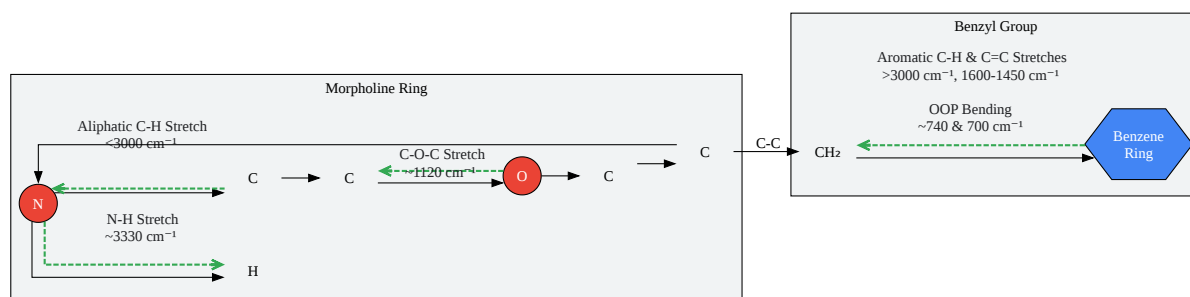 Benzyl Group
Aromatic C-H & C=C Stretches
>3000 cm⁻¹, 1600-1450 cm⁻¹
OOP Bending
~740 & 700 cm⁻¹
CH₂
Benzene
Ring
C-C
Morpholine Ring
Aliphatic C-H Stretch
<3000 cm⁻¹
C-O-C Stretch
~1120 cm⁻¹
N
C
C
O
C
C
N-H Stretch
~3330 cm⁻¹
H